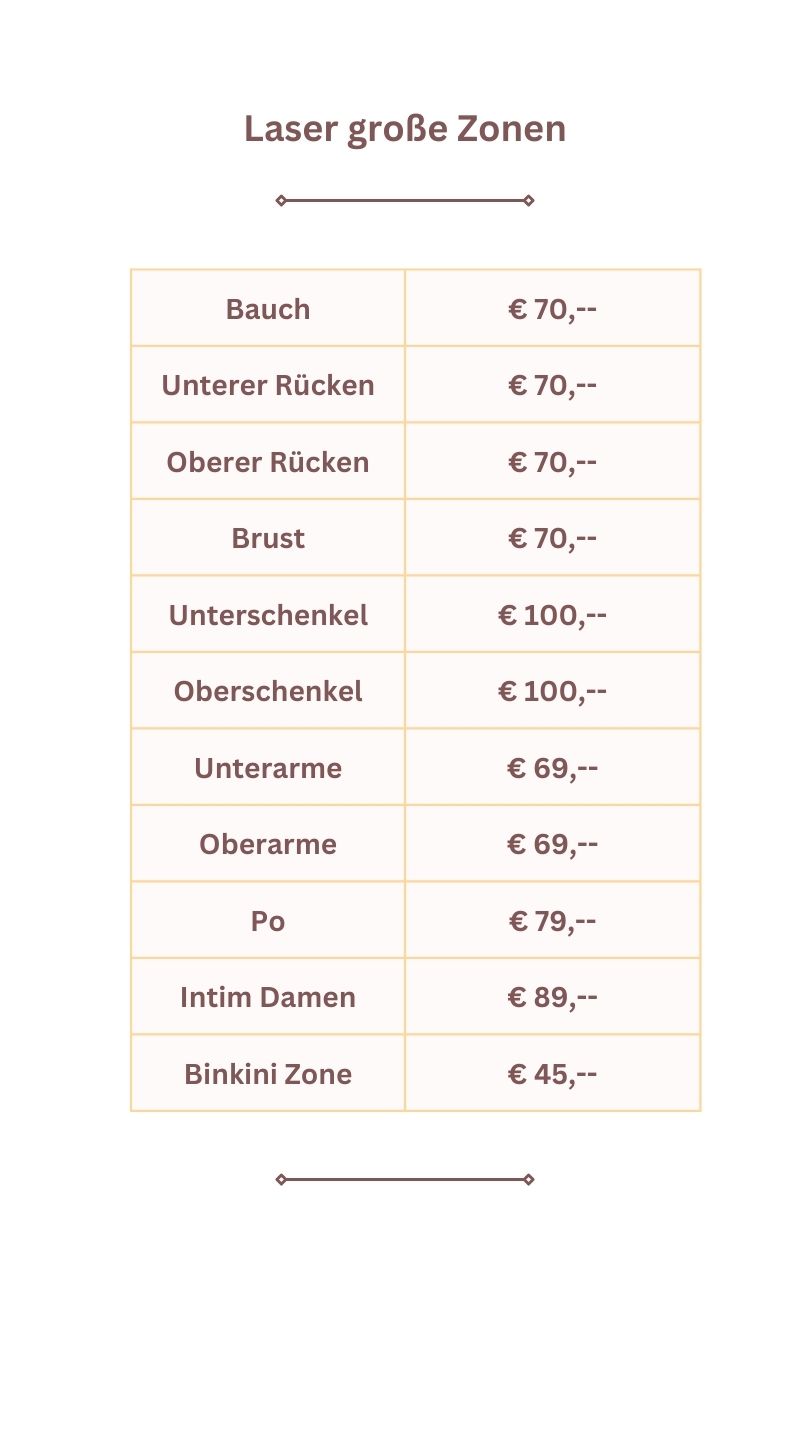 Laser große Zonen
Bauch € 70,--
Unterer Rücken € 70,--
Oberer Rücken € 70,--
Brust € 70,--
Unterschenkel € 100,--
Oberschenkel € 100,--
Unterarme € 69,--
Oberarme € 69,--
Po € 79,--
Intim Damen € 89,--
Binkini Zone € 45,--